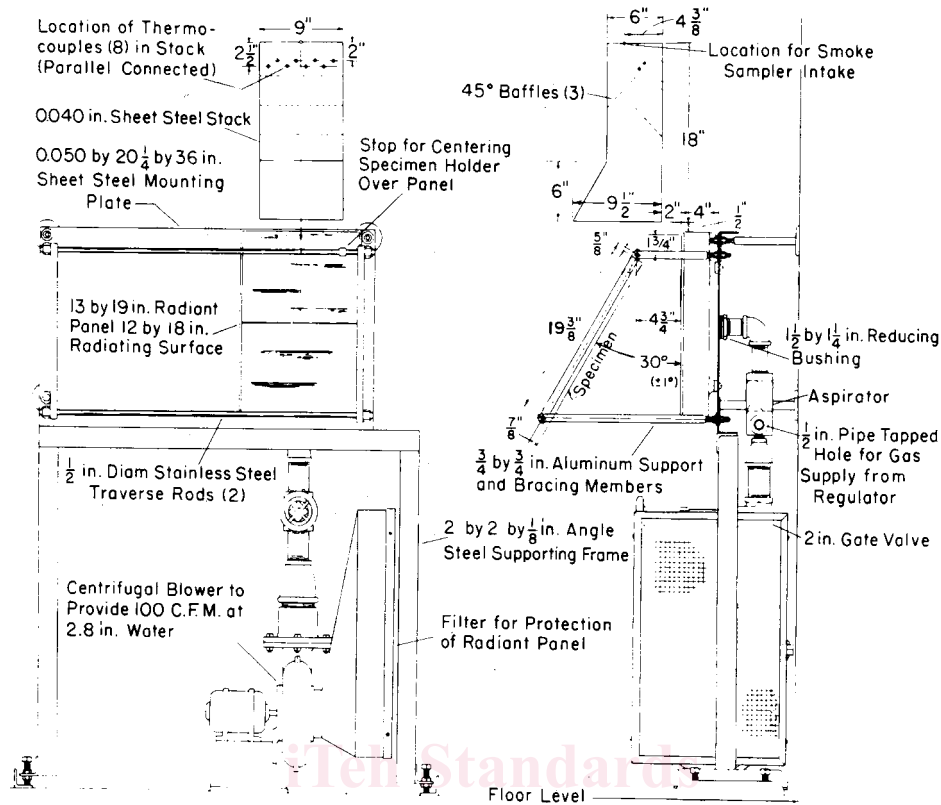 Location of Thermo-
couples (8) in Stack
(Parallel Connected)
9"
2 1/2"
2"
0.040 in. Sheet Steel Stack
0.050 by 20 1/4 by 36 in.
Sheet Steel Mounting
Plate
Stop for Centering
Specimen Holder
Over Panel
13 by 19 in. Radiant
Panel 12 by 18 in.
Radiating Surface
1/2 in. Diam Stainless Steel
Traverse Rods (2)
2 by 2 by 1/8 in. Angle
Steel Supporting Frame
Centrifugal Blower to
Provide 100 C.F.M. at
2.8 in. Water
Filter for Protection
of Radiant Panel
6"
4 3/8"
Location for Smoke
Sampler Intake
45° Baffles (3)
18"
6"
9 1/2"
2"
4"
1/2"
5/8"
1 3/4"
19 3/8"
4 3/4"
Specimen
30°
(±1°)
7/8"
1 1/2 by 1 1/4 in. Reducing
Bushing
Aspirator
1/2 in. Pipe Tapped
Hole for Gas
Supply from
Regulator
3/4 by 3/4 in. Aluminum Support
and Bracing Members
2 in. Gate Valve
iTeh Standards
Floor Level